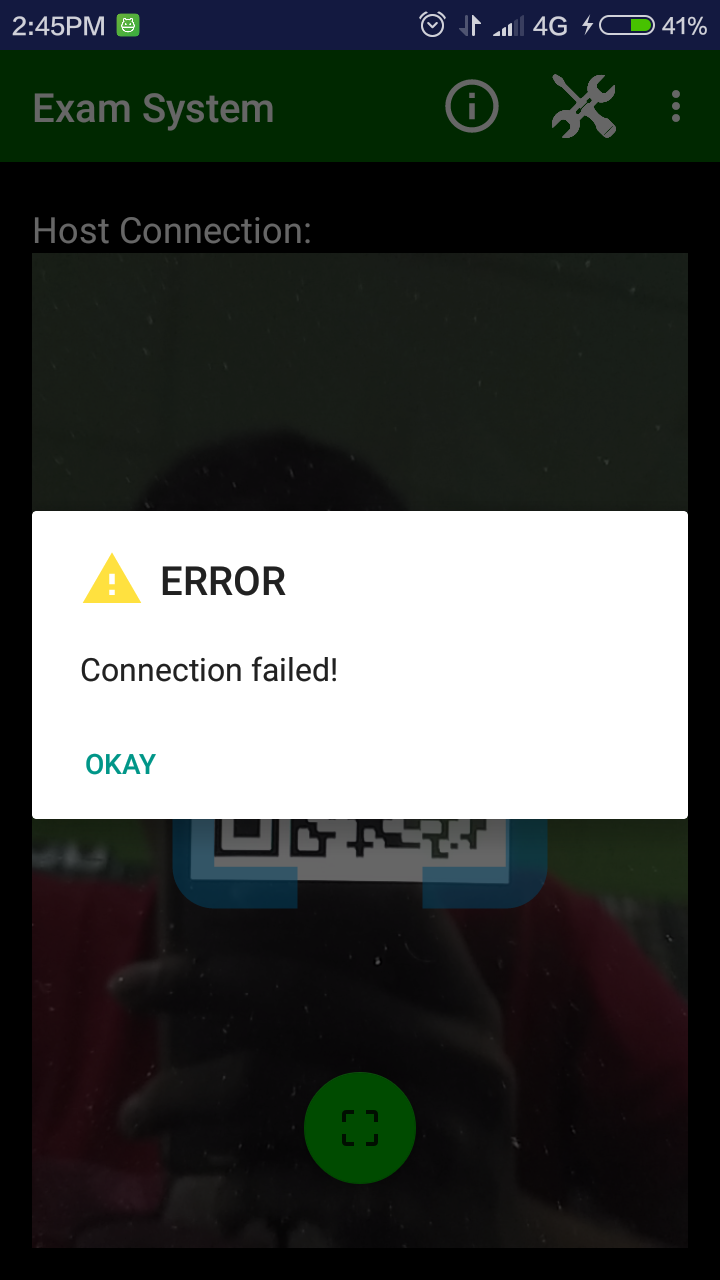 2:45PM 4G 41%
Exam System
Host Connection:
ERROR
Connection failed!
OKAY